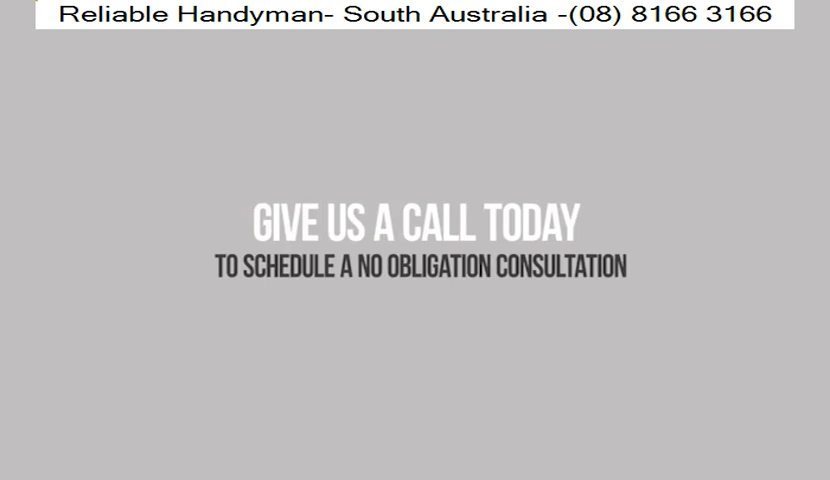 Reliable Handyman- South Australia -(08) 8166 3166
GIVE US A CALL TODAY
TO SCHEDULE A NO OBLIGATION CONSULTATION